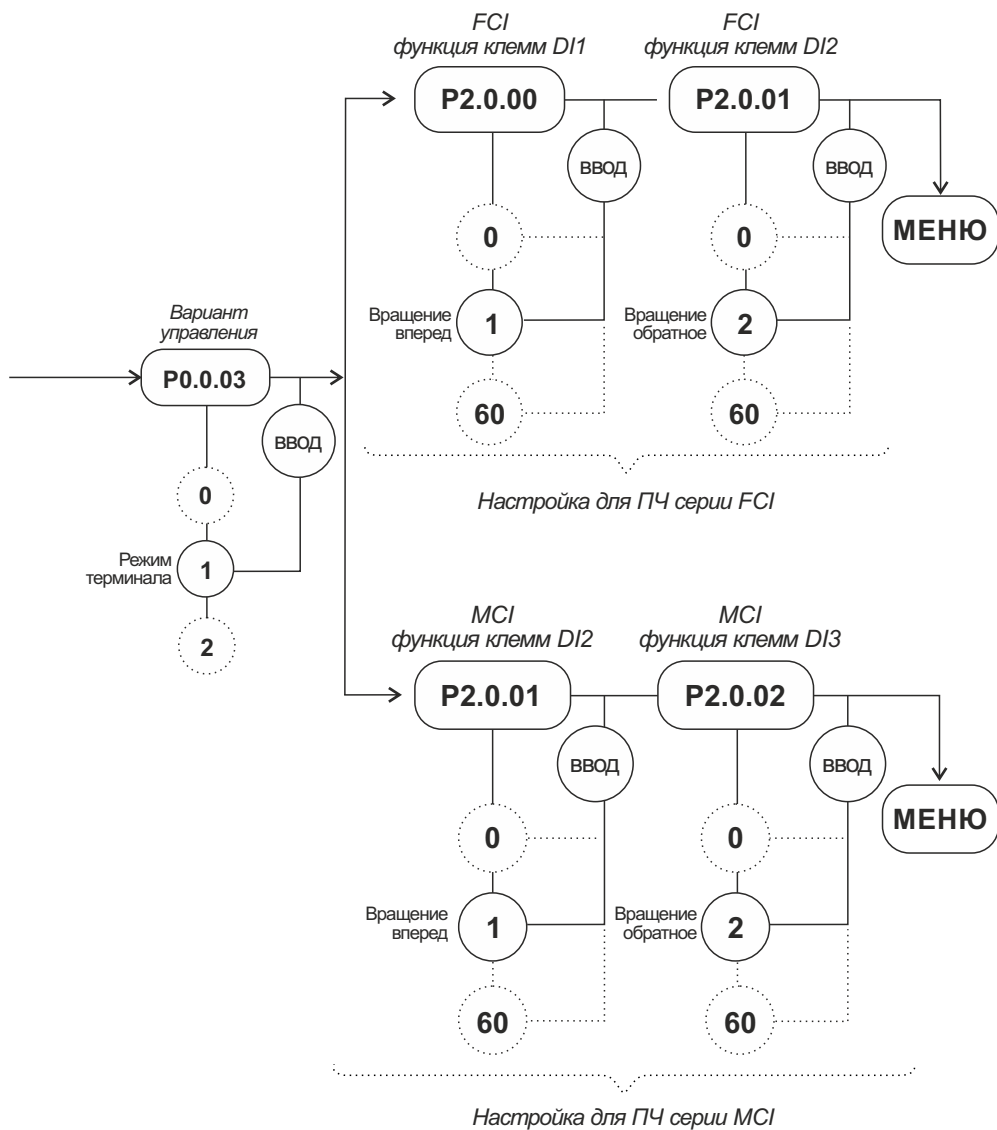 FCI
функция клемм DI1
FCI
функция клемм DI2
P2.0.00
P2.0.01
ВВОД
ВВОД
МЕНЮ
0
0
Вращение
вперед
1
Вращение
обратное
2
60
60
Настройка для ПЧ серии FCI
Вариант
управления
P0.0.03
ВВОД
0
Режим
терминала
1
2
MCI
функция клемм DI2
MCI
функция клемм DI3
P2.0.01
P2.0.02
ВВОД
ВВОД
МЕНЮ
0
0
Вращение
вперед
1
Вращение
обратное
2
60
60
Настройка для ПЧ серии MCI